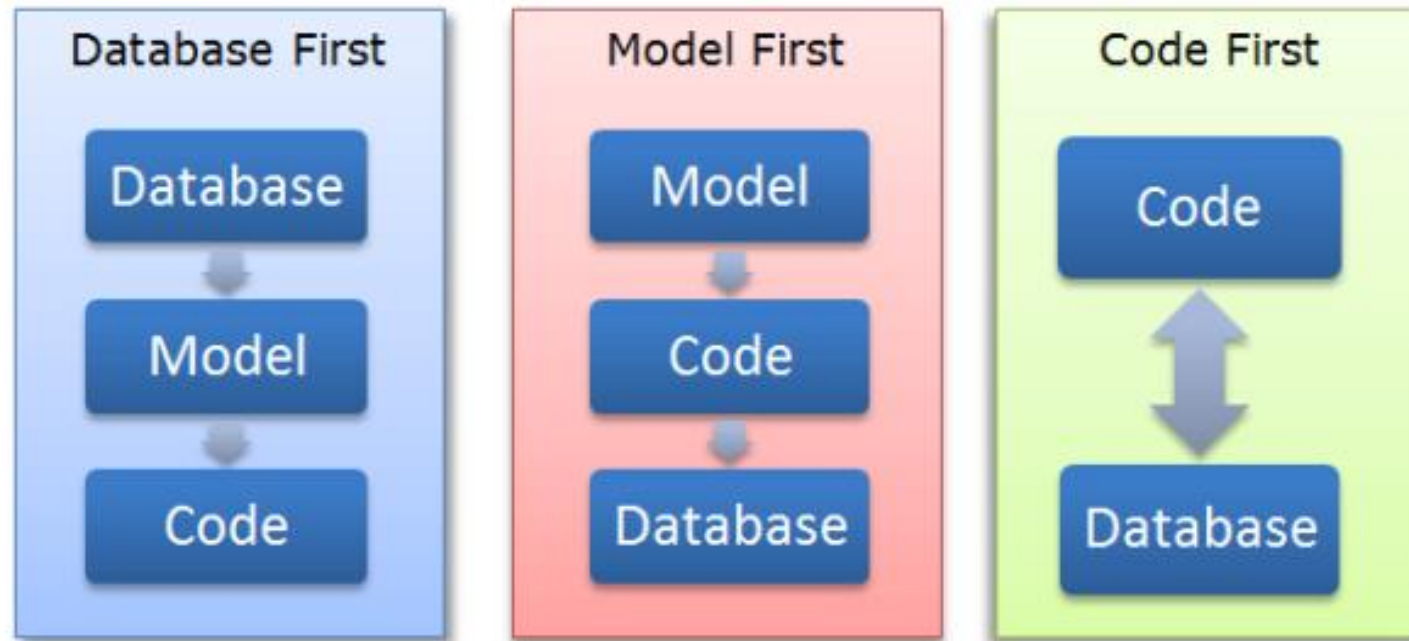 Database First
Database
Model
Code
Model First
Model
Code
Database
Code First
Code
Database